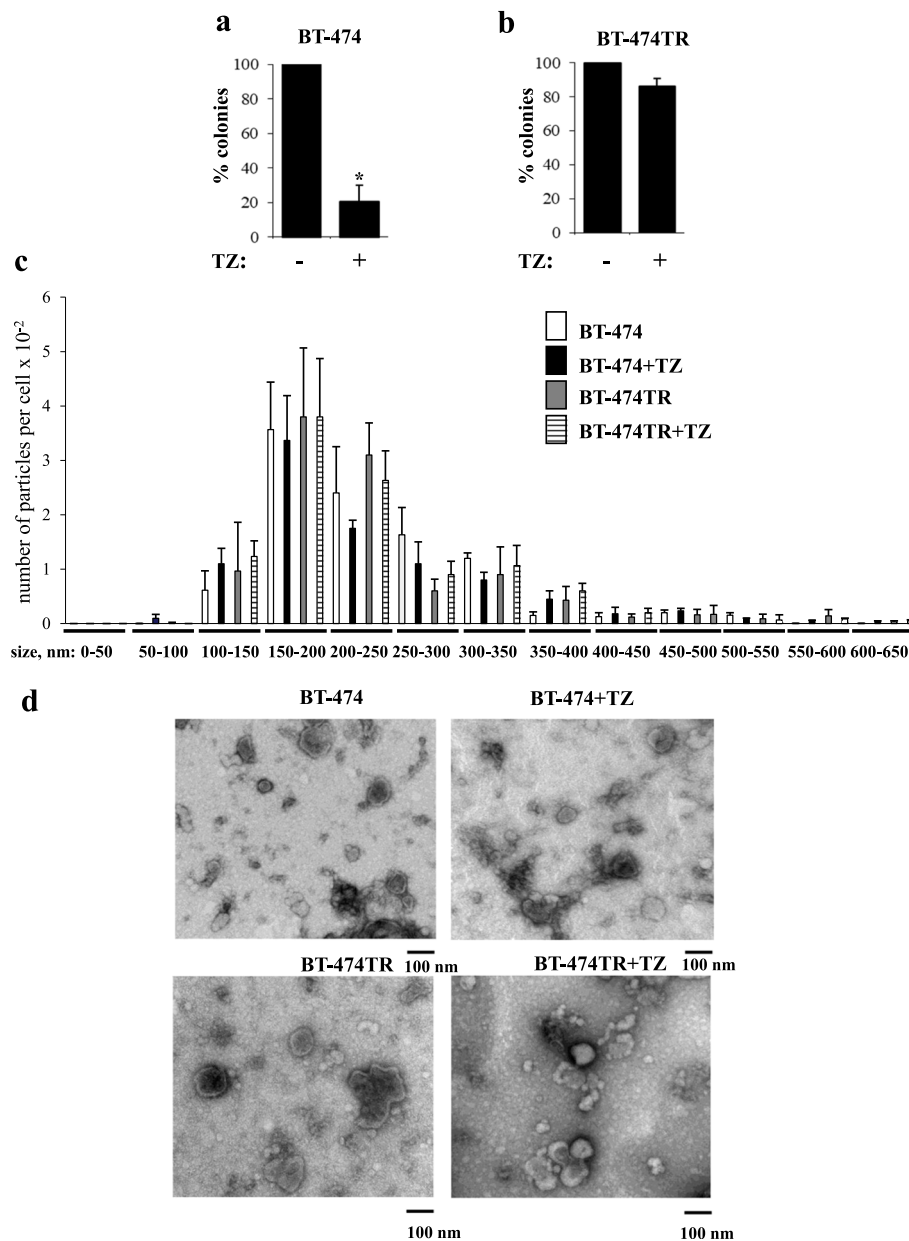 a
b
BT-474
BT-474TR
% colonies
100
80
60
40
20
0
*
TZ:
-
+
% colonies
100
80
60
40
20
0
TZ:
-
+
c
number of particles per cell x 10-2
6
5
4
3
2
1
0
BT-474
BT-474+TZ
BT-474TR
BT-474TR+TZ
size, nm: 0-50 50-100 100-150 150-200 200-250 250-300 300-350 350-400 400-450 450-500 500-550 550-600 600-650
d
BT-474
BT-474+TZ
100 nm
100 nm
BT-474TR
BT-474TR+TZ
100 nm
100 nm